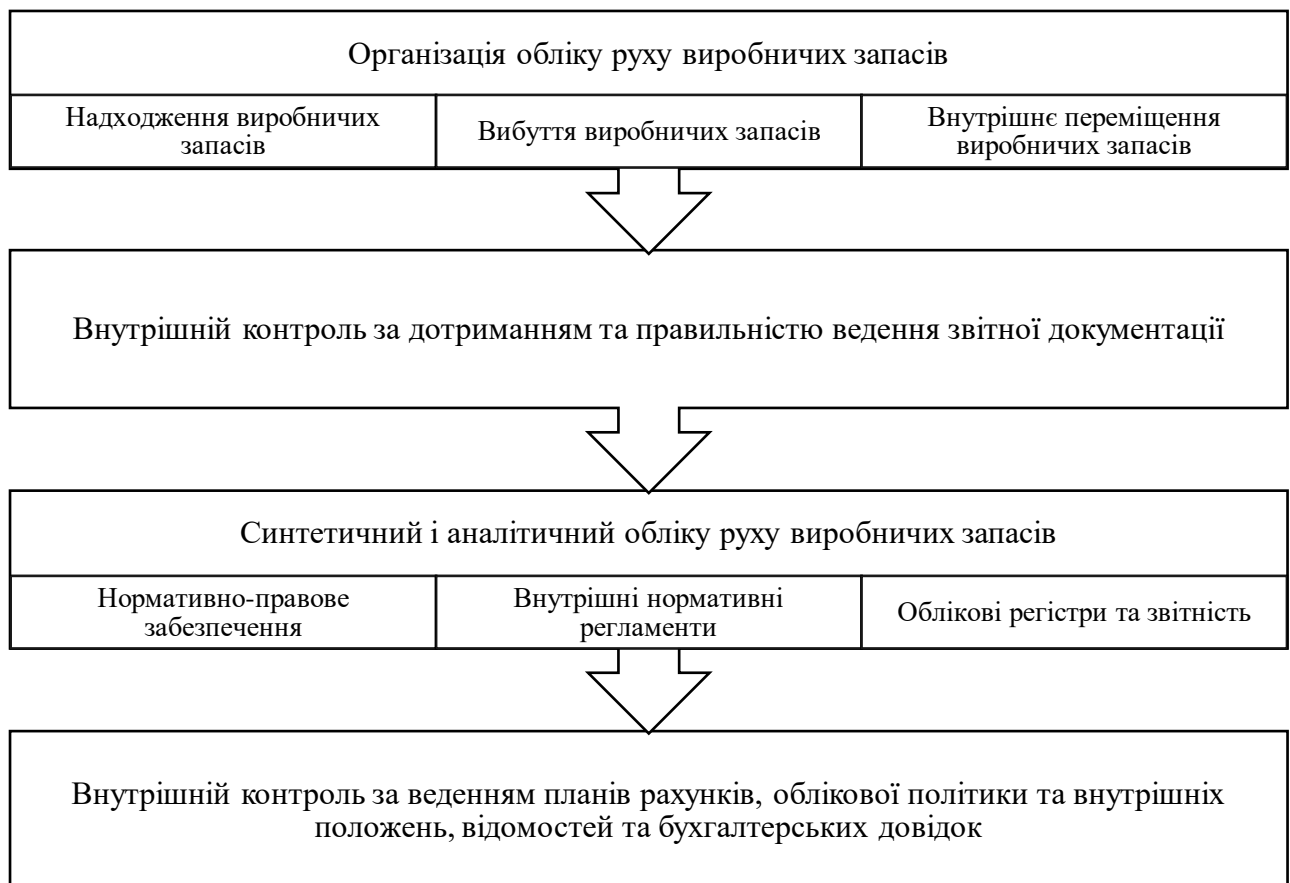 Організація обліку руху виробничих запасів
Надходження виробничих
запасів
Вибуття виробничих запасів
Внутрішнє переміщення
виробничих запасів
Внутрішній контроль за дотриманням та правильністю ведення звітної документації
Синтетичний і аналітичний обліку руху виробничих запасів
Нормативно-правове
забезпечення
Внутрішні нормативні
регламенти
Облікові регістри та звітність
Внутрішній контроль за веденням планів рахунків, облікової політики та внутрішніх
положень, відомостей та бухгалтерських довідок